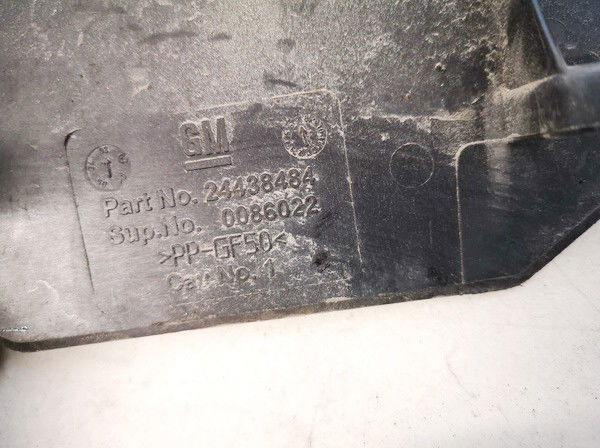 GM
Part No. 24438484
Sup.No. 0086022
>PP-GF50<
Cat. No. 1